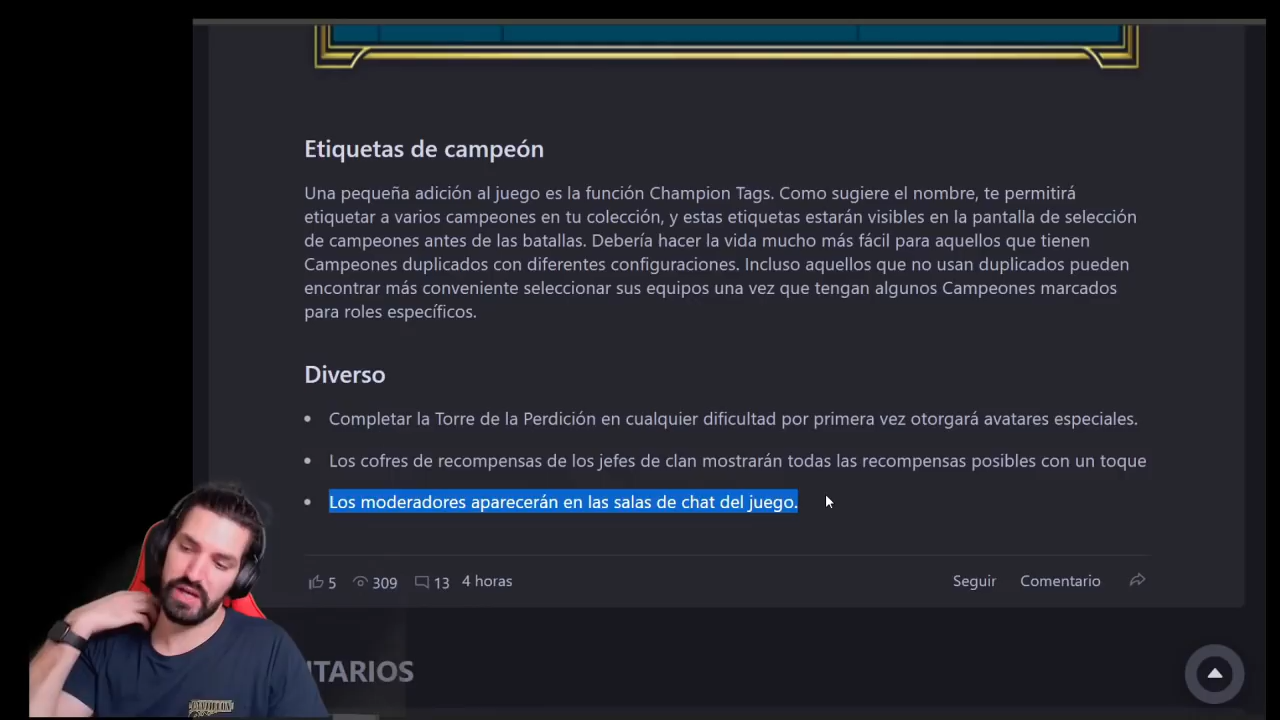 Etiquetas de campeón
Una pequeña adición al juego es la función Champion Tags. Como sugiere el nombre, te permitirá
etiquetar a varios campeones en tu colección, y estas etiquetas estarán visibles en la pantalla de selección
de campeones antes de las batallas. Debería hacer la vida mucho más fácil para aquellos que tienen
Campeones duplicados con diferentes configuraciones. Incluso aquellos que no usan duplicados pueden
encontrar más conveniente seleccionar sus equipos una vez que tengan algunos Campeones marcados
para roles específicos.
Diverso
Completar la Torre de la Perdición en cualquier dificultad por primera vez otorgará avatares especiales.
Los cofres de recompensas de los jefes de clan mostrarán todas las recompensas posibles con un toque
Los moderadores aparecerán en las salas de chat del juego.
5 309 13 4 horas Seguir Comentario
ITARIOS